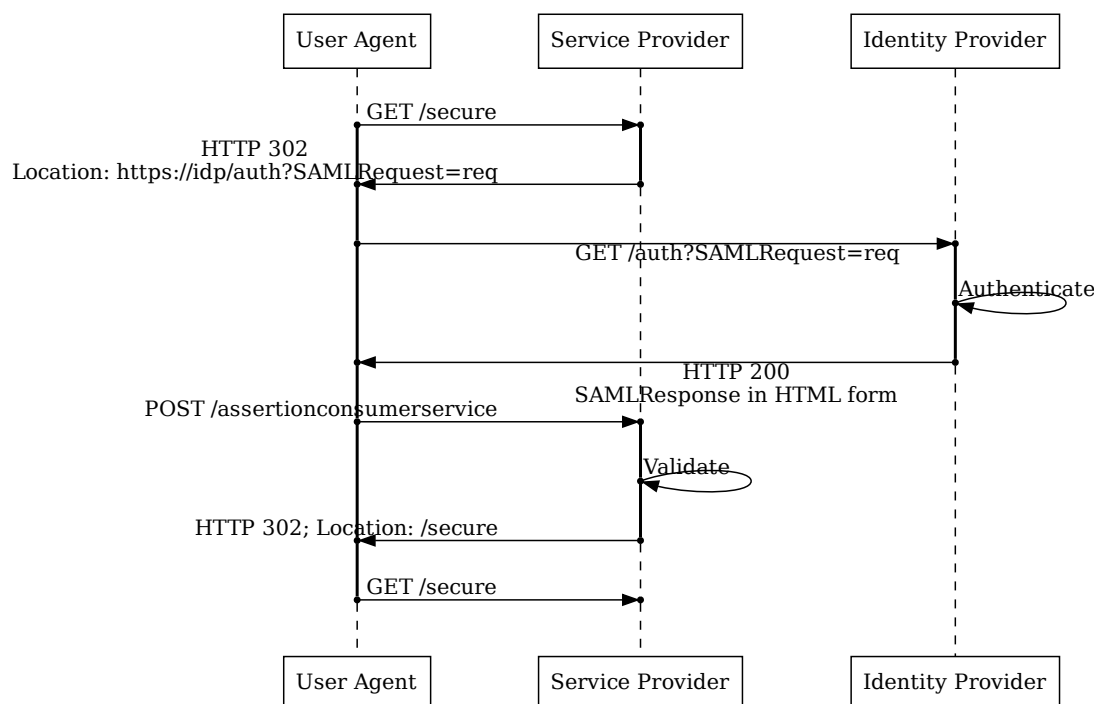 User Agent
Service Provider
Identity Provider
GET /secure
HTTP 302
Location: https://idp/auth?SAMLRequest=req
GET /auth?SAMLRequest=req
Authenticate
HTTP 200
SAMLResponse in HTML form
POST /assertionconsumerservice
Validate
HTTP 302; Location: /secure
GET /secure
User Agent
Service Provider
Identity Provider